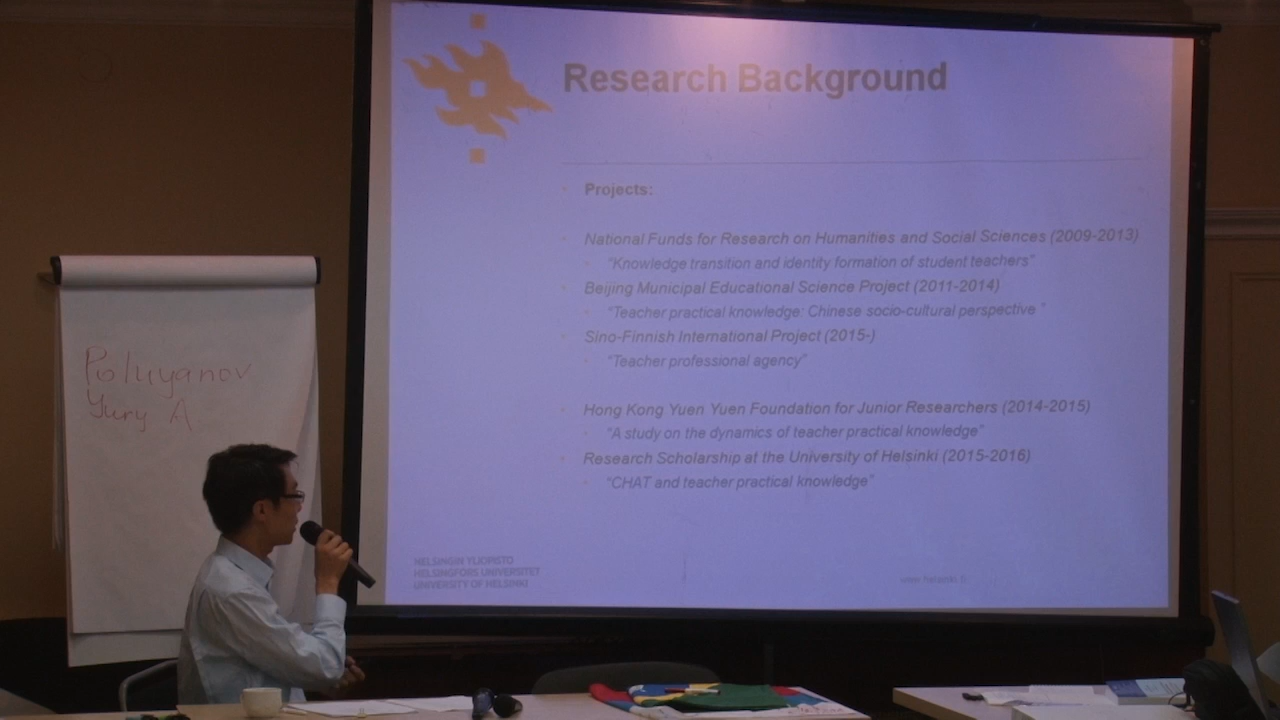 Research Background
Projects:
National Funds for Research on Humanities and Social Sciences (2009-2013)
"Knowledge transition and identity formation of student teachers"
Beijing Municipal Educational Science Project (2011-2014)
"Teacher practical knowledge: Chinese socio-cultural perspective "
Sino-Finnish International Project (2015-)
"Teacher professional agency"
Hong Kong Yuen Yuen Foundation for Junior Researchers (2014-2015)
"A study on the dynamics of teacher practical knowledge"
Research Scholarship at the University of Helsinki (2015-2016)
"CHAT and teacher practical knowledge"
HELSINGIN YLIOPISTO
HELSINGFORS UNIVERSITET
UNIVERSITY OF HELSINKI
www.helsinki.fi
Poluyanov
Yury A.